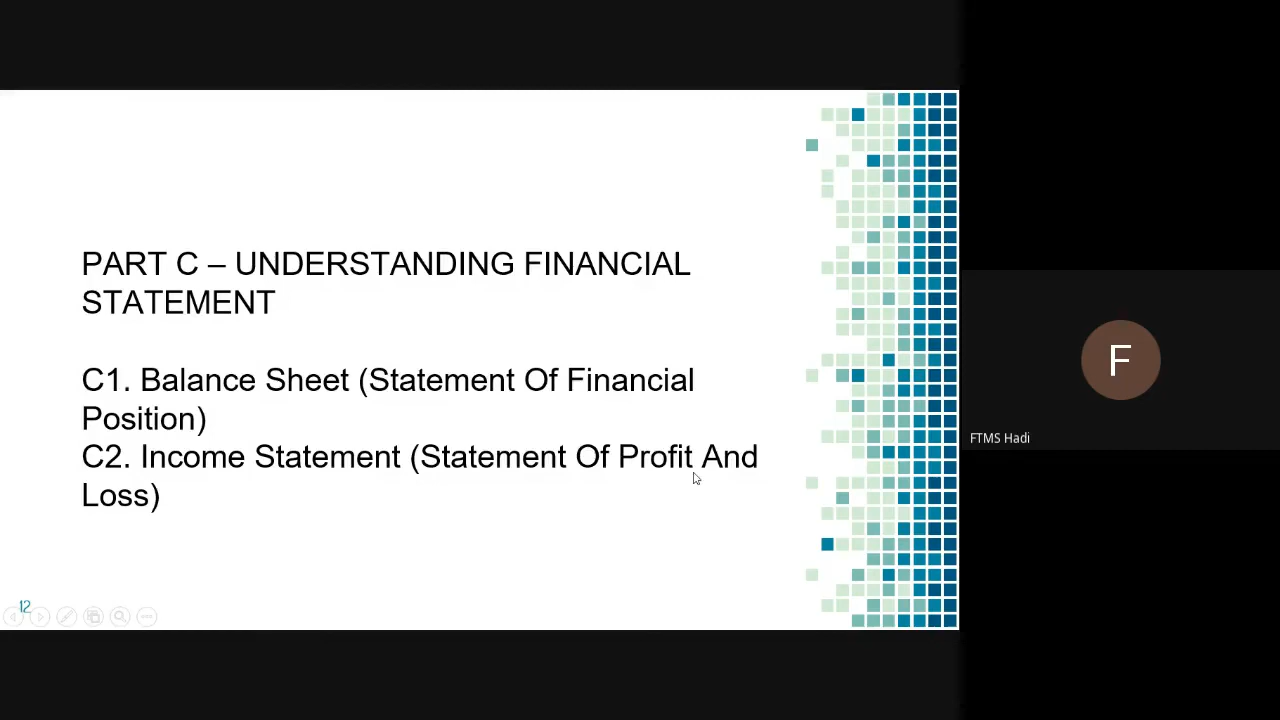 PART C – UNDERSTANDING FINANCIAL
STATEMENT
C1. Balance Sheet (Statement Of Financial
Position)
C2. Income Statement (Statement Of Profit And
Loss)
12
F
FTMS Hadi